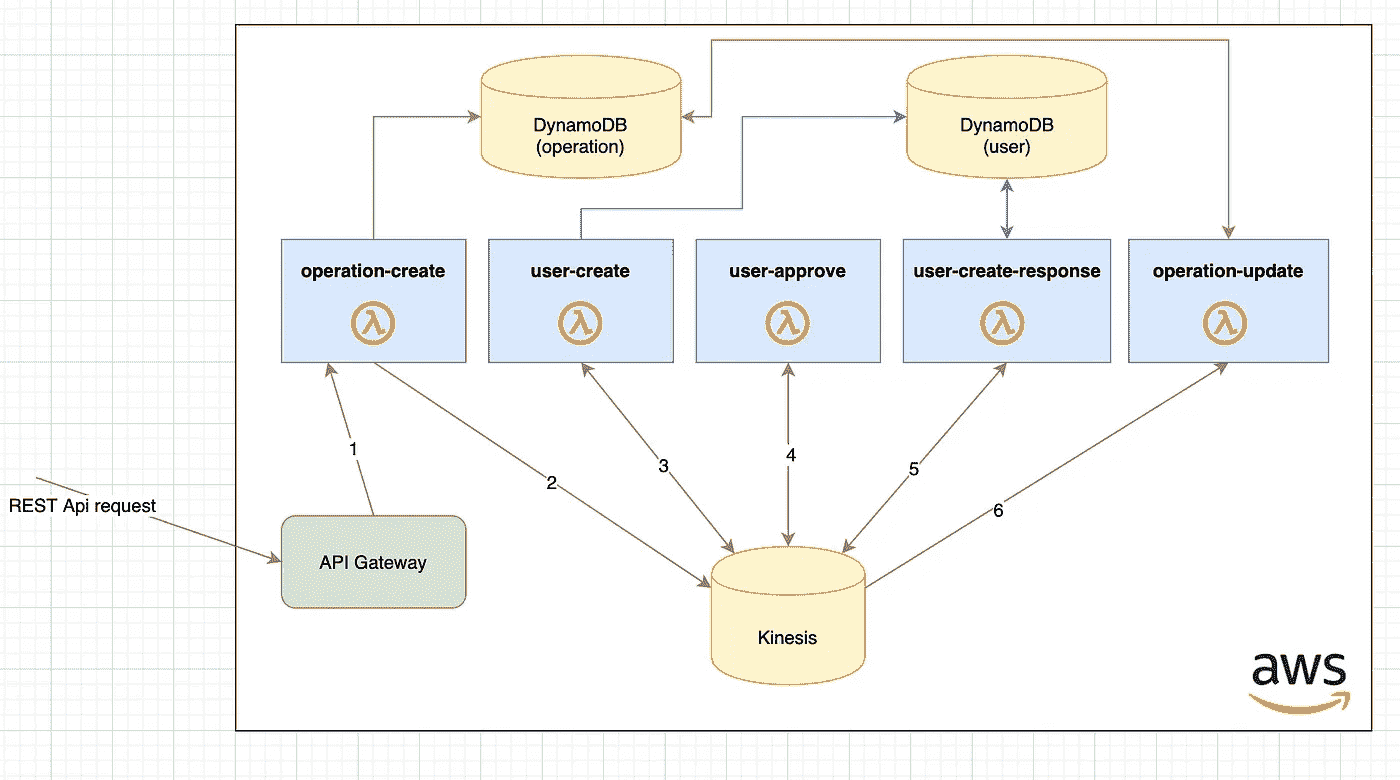 DynamoDB
(operation)
DynamoDB
(user)
operation-create
user-create
user-approve
user-create-response
operation-update
λ
λ
λ
λ
λ
1
2
3
4
5
6
REST Api request
API Gateway
Kinesis
aws